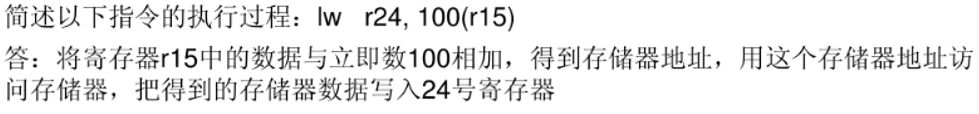 简述以下指令的执行过程：lw   r24, 100(r15)
答：将寄存器r15中的数据与立即数100相加，得到存储器地址，用这个存储器地址访
问存储器，把得到的存储器数据写入24号寄存器